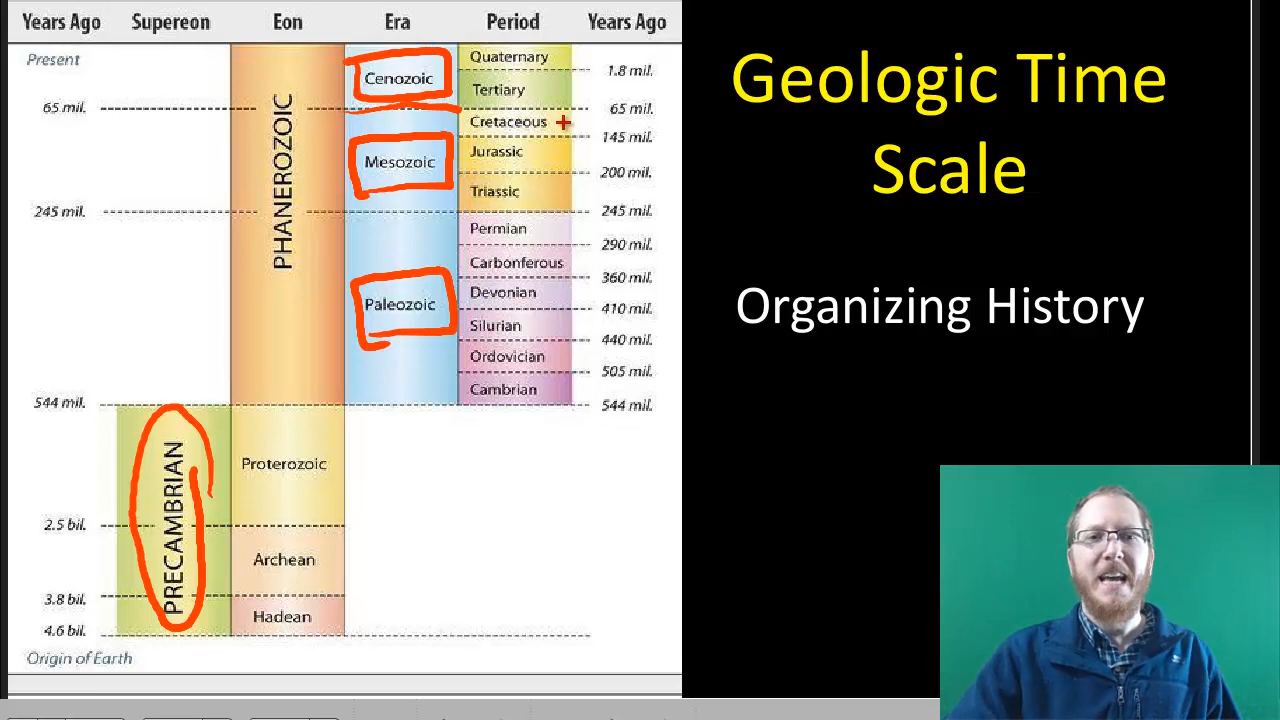 Years Ago Supereon Eon Era Period Years Ago
Present
65 mil.
245 mil.
544 mil.
2.5 bil.
3.8 bil.
4.6 bil.
Origin of Earth
PRECAMBRIAN
PHANEROZOIC
Proterozoic
Archean
Hadean
Cenozoic
Mesozoic
Paleozoic
Quaternary
Tertiary
Cretaceous
Jurassic
Triassic
Permian
Carbonferous
Devonian
Silurian
Ordovician
Cambrian
1.8 mil.
65 mil.
145 mil.
200 mil.
245 mil.
290 mil.
360 mil.
410 mil.
440 mil.
505 mil.
544 mil.
Geologic Time
Scale
Organizing History